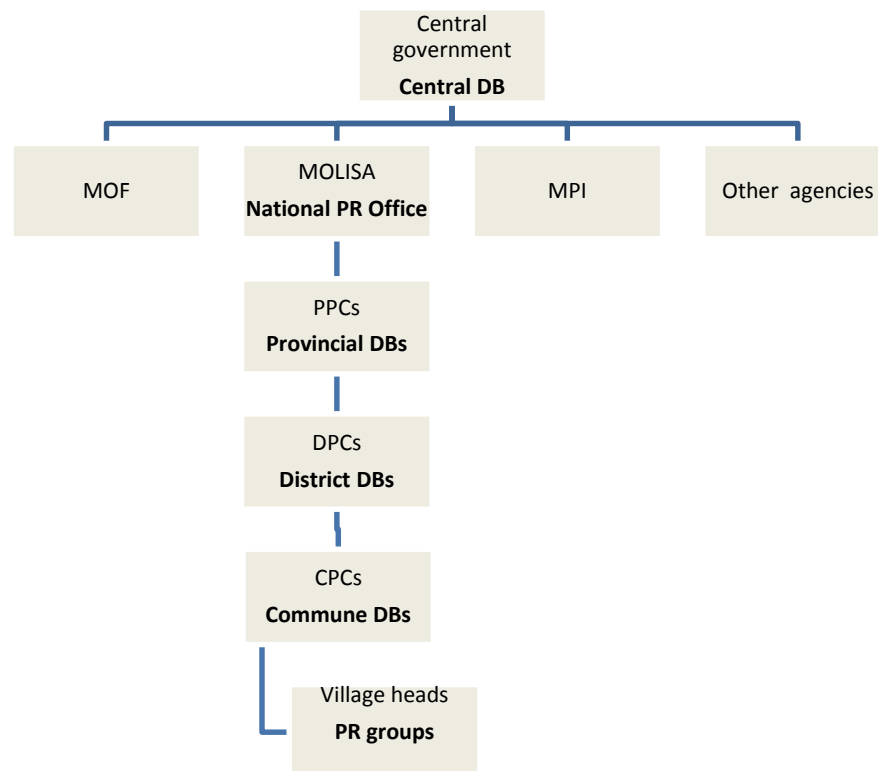 Central
government
Central DB
MOF
MOLISA
National PR Office
MPI
Other agencies
PPCs
Provincial DBs
DPCs
District DBs
CPCs
Commune DBs
Village heads
PR groups